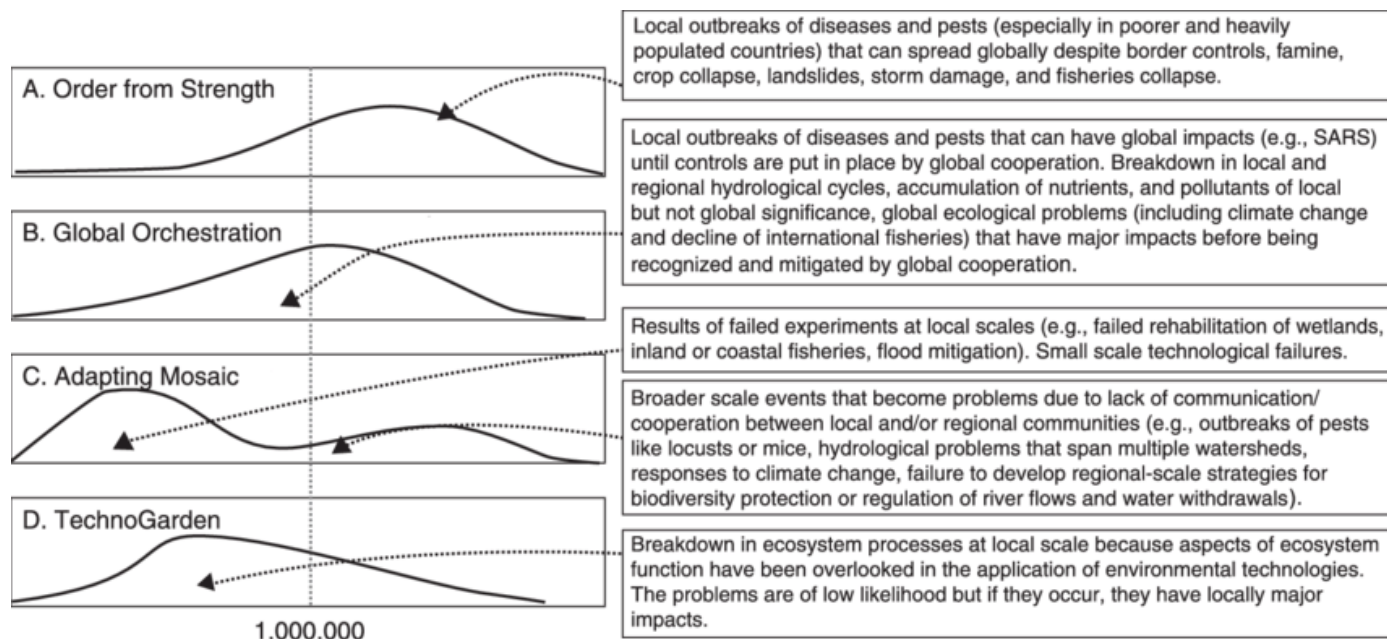 Local outbreaks of diseases and pests (especially in poorer and heavily
populated countries) that can spread globally despite border controls, famine,
crop collapse, landslides, storm damage, and fisheries collapse.
A. Order from Strength
Local outbreaks of diseases and pests that can have global impacts (e.g., SARS)
until controls are put in place by global cooperation. Breakdown in local and
regional hydrological cycles, accumulation of nutrients, and pollutants of local
but not global significance, global ecological problems (including climate change
and decline of international fisheries) that have major impacts before being
recognized and mitigated by global cooperation.
B. Global Orchestration
Results of failed experiments at local scales (e.g., failed rehabilitation of wetlands,
inland or coastal fisheries, flood mitigation). Small scale technological failures.
C. Adapting Mosaic
Broader scale events that become problems due to lack of communication/
cooperation between local and/or regional communities (e.g., outbreaks of pests
like locusts or mice, hydrological problems that span multiple watersheds,
responses to climate change, failure to develop regional-scale strategies for
biodiversity protection or regulation of river flows and water withdrawals).
D. TechnoGarden
Breakdown in ecosystem processes at local scale because aspects of ecosystem
function have been overlooked in the application of environmental technologies.
The problems are of low likelihood but if they occur, they have locally major
impacts.
1,000,000